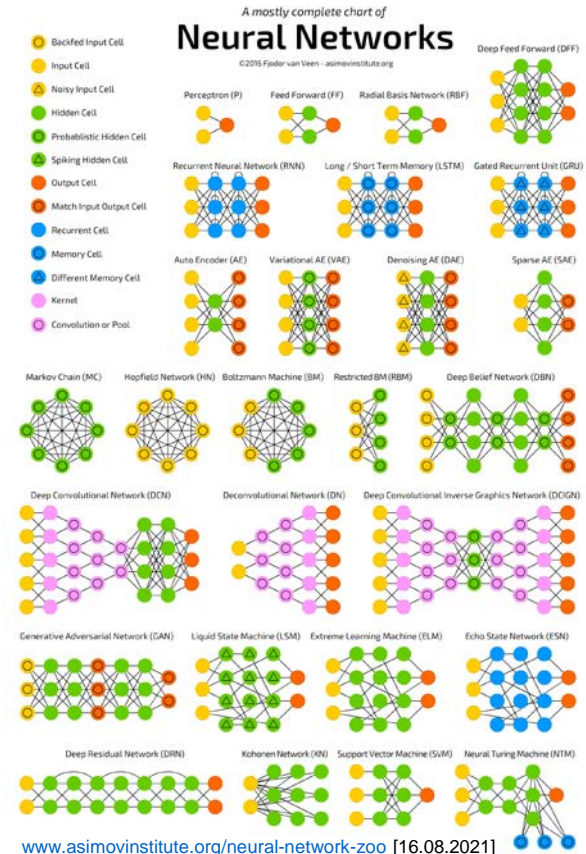 A mostly complete chart of
Neural Networks
©2016 Fjodor van Veen - asimovinstitute.org
Backfed Input Cell
Input Cell
Noisy Input Cell
Hidden Cell
Probablistic Hidden Cell
Spiking Hidden Cell
Output Cell
Match Input Output Cell
Recurrent Cell
Memory Cell
Different Memory Cell
Kernel
Convolution or Pool
Deep Feed Forward (DFF)
Perceptron (P) Feed Forward (FF) Radial Basis Network (RBF)
Recurrent Neural Network (RNN) Long / Short Term Memory (LSTM) Gated Recurrent Unit (GRU)
Auto Encoder (AE) Variational AE (VAE) Denoising AE (DAE) Sparse AE (SAE)
Markov Chain (MC) Hopfield Network (HN) Boltzmann Machine (BM) Restricted BM (RBM) Deep Belief Network (DBN)
Deep Convolutional Network (DCN) Deconvolutional Network (DN) Deep Convolutional Inverse Graphics Network (DCIGN)
Generative Adversarial Network (GAN) Liquid State Machine (LSM) Extreme Learning Machine (ELM) Echo State Network (ESN)
Deep Residual Network (DRN) Kohonen Network (KN) Support Vector Machine (SVM) Neural Turing Machine (NTM)
www.asimovinstitute.org/neural-network-zoo [16.08.2021]